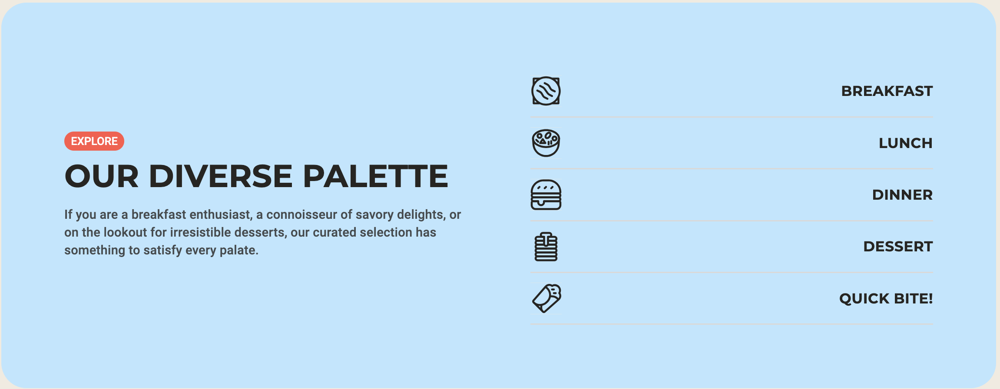 EXPLORE
OUR DIVERSE PALETTE
If you are a breakfast enthusiast, a connoisseur of savory delights, or
on the lookout for irresistible desserts, our curated selection has
something to satisfy every palate.
BREAKFAST
LUNCH
DINNER
DESSERT
QUICK BITE!